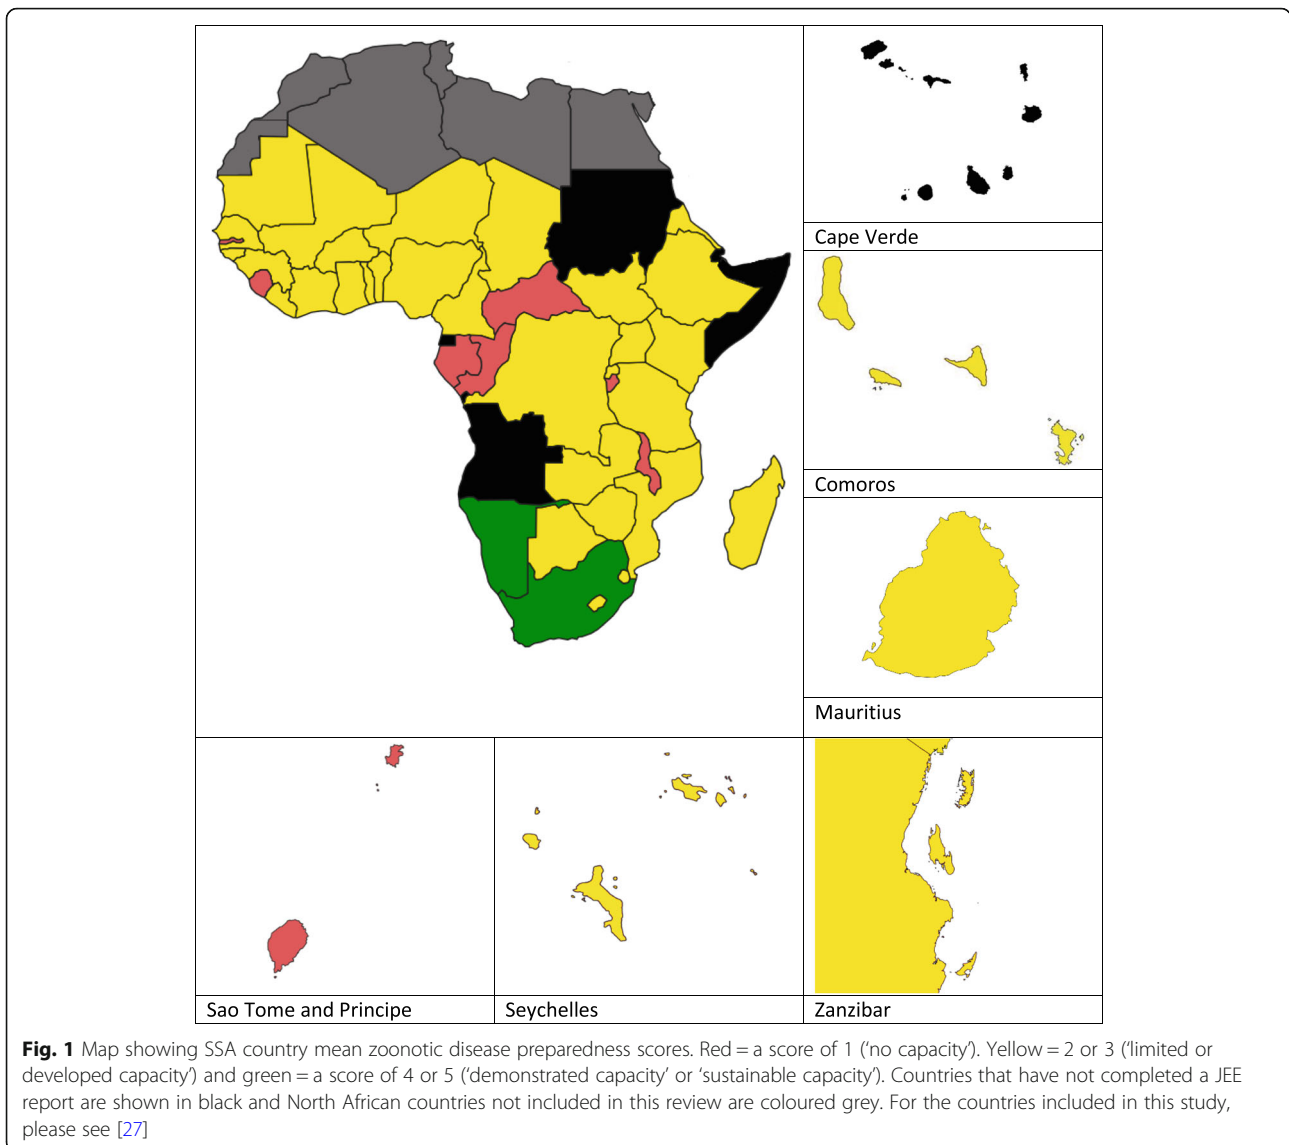 Cape Verde
Comoros
Mauritius
Sao Tome and Principe
Seychelles
Zanzibar
Fig. 1 Map showing SSA country mean zoonotic disease preparedness scores. Red = a score of 1 (‘no capacity’). Yellow = 2 or 3 (‘limited or
developed capacity’) and green = a score of 4 or 5 (‘demonstrated capacity’ or ‘sustainable capacity’). Countries that have not completed a JEE
report are shown in black and North African countries not included in this review are coloured grey. For the countries included in this study,
please see [27]